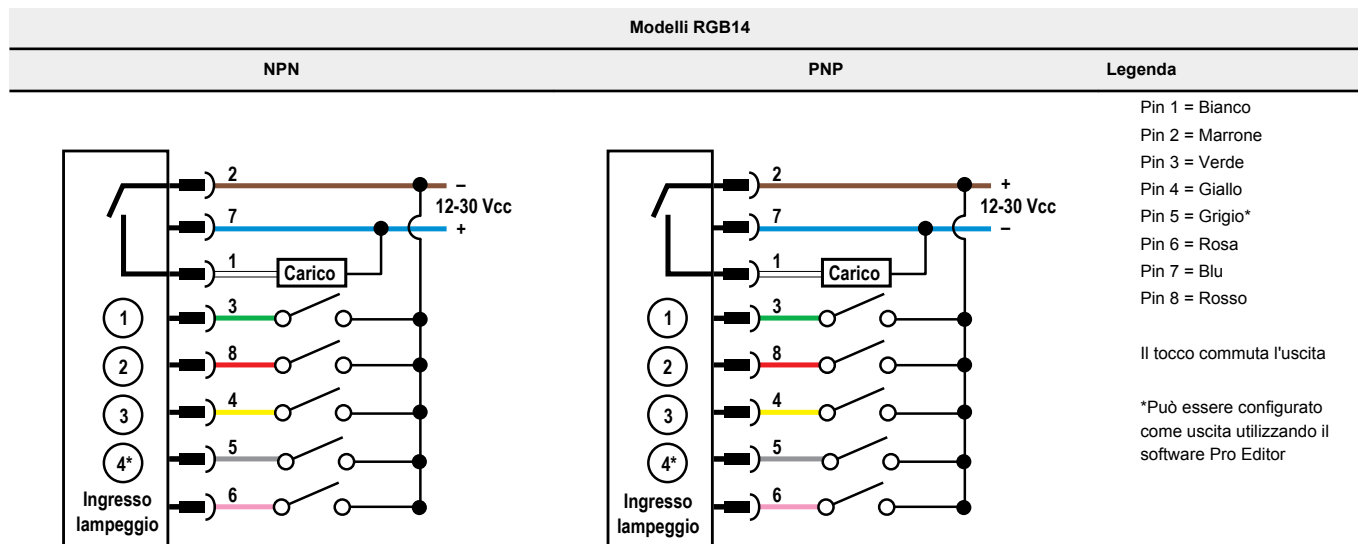 Modelli RGB14
NPN
PNP
Legenda
2
–
12-30 Vcc
7
+
1
Carico
1
3
2
8
3
4
4*
5
Ingresso
lampeggio
6
2
+
12-30 Vcc
7
–
1
Carico
1
3
2
8
3
4
4*
5
Ingresso
lampeggio
6
Pin 1 = Bianco
Pin 2 = Marrone
Pin 3 = Verde
Pin 4 = Giallo
Pin 5 = Grigio*
Pin 6 = Rosa
Pin 7 = Blu
Pin 8 = Rosso
Il tocco commuta l'uscita
*Può essere configurato
come uscita utilizzando il
software Pro Editor